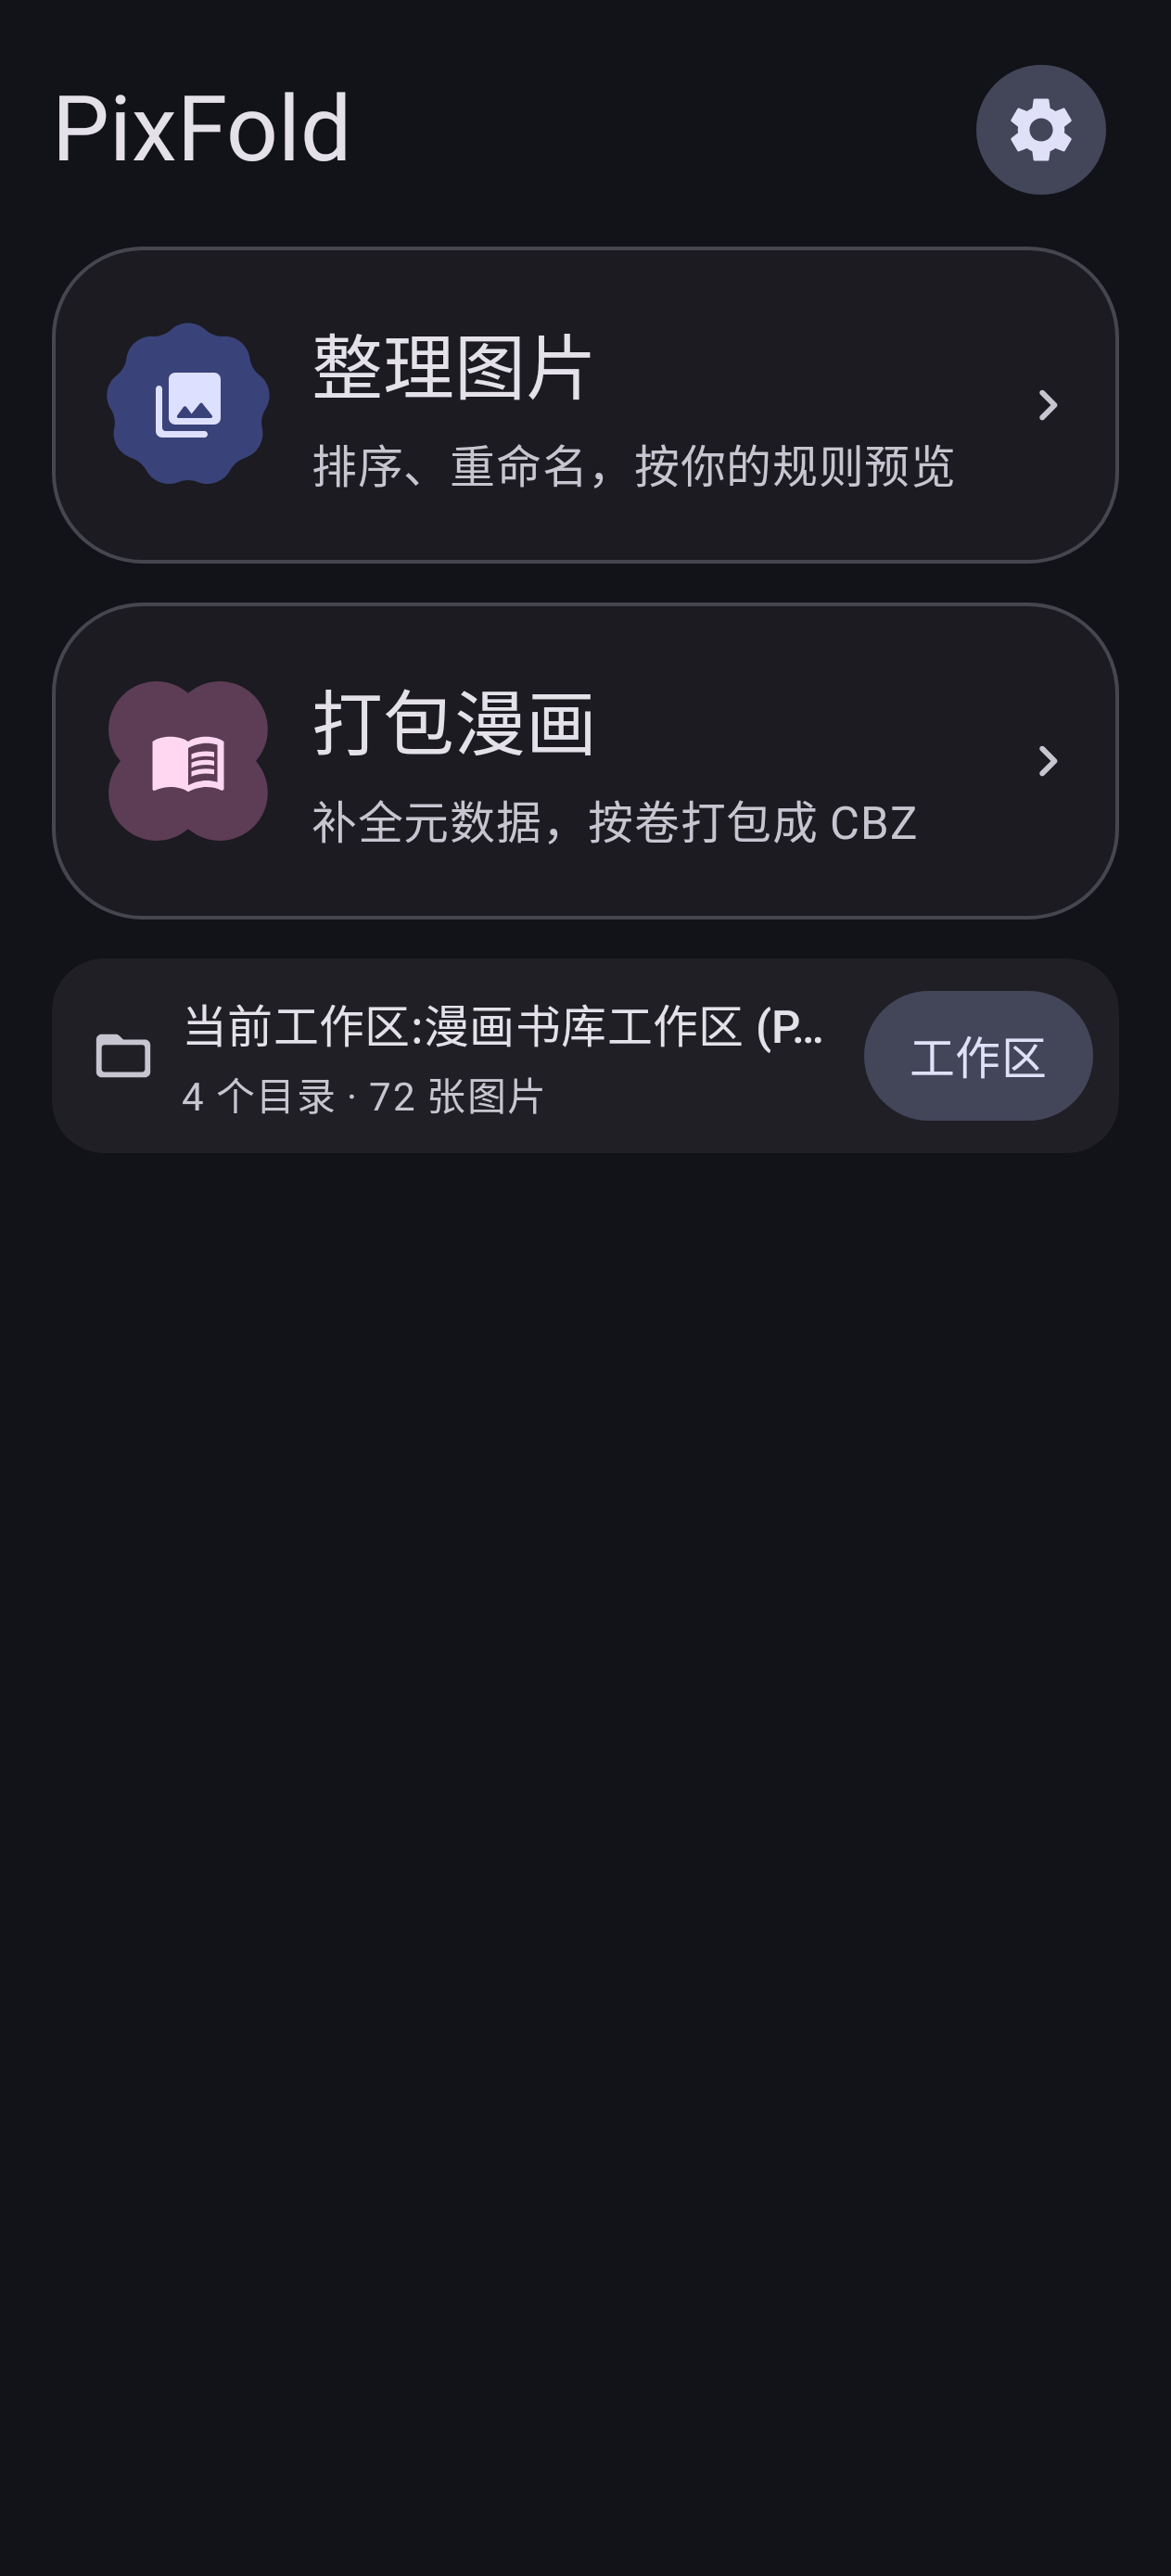 PixFold
整理图片
排序、重命名，按你的规则预览
打包漫画
补全元数据，按卷打包成 CBZ
当前工作区:漫画书库工作区 (P...
4 个目录 · 72 张图片
工作区